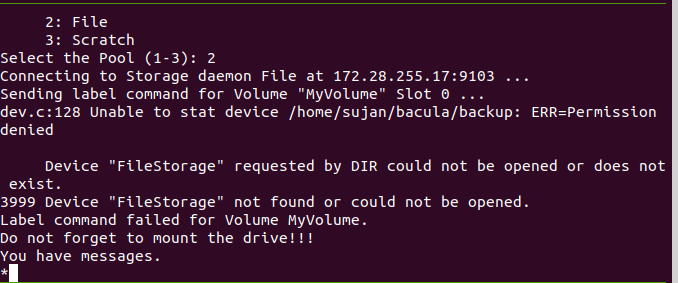 2: File
3: Scratch
Select the Pool (1-3): 2
Connecting to Storage daemon File at 172.28.255.17:9103 ...
Sending label command for Volume "MyVolume" Slot 0 ...
dev.c:128 Unable to stat device /home/sujan/bacula/backup: ERR=Permission
denied
Device "FileStorage" requested by DIR could not be opened or does not
exist.
3999 Device "FileStorage" not found or could not be opened.
Label command failed for Volume MyVolume.
Do not forget to mount the drive!!!
You have messages.
*